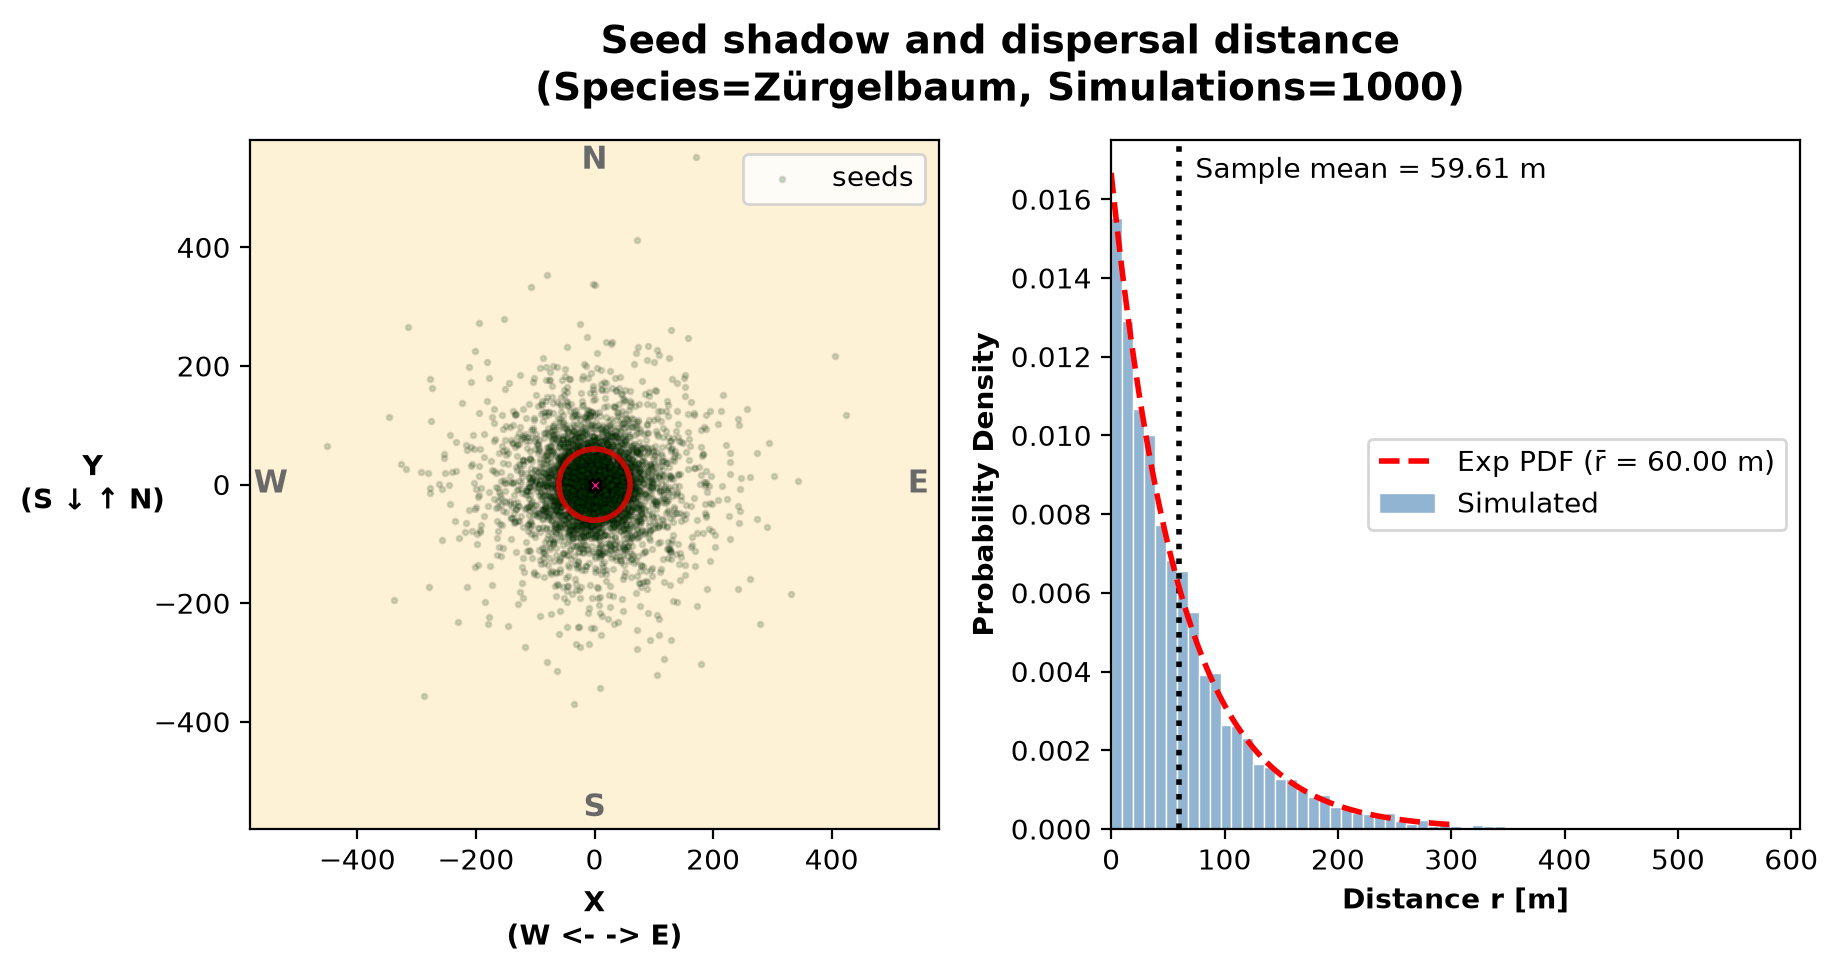 Seed shadow and dispersal distance
(Species=Zürgelbaum, Simulations=1000)
N
seeds
W
E
S
400
200
0
−200
−400
Y
(S ↓ ↑ N)
−400
−200
0
200
400
X
(W <- -> E)
Sample mean = 59.61 m
Exp PDF (r̄ = 60.00 m)
Simulated
0.016
0.014
0.012
0.010
0.008
0.006
0.004
0.002
0.000
Probability Density
0
100
200
300
400
500
600
Distance r [m]